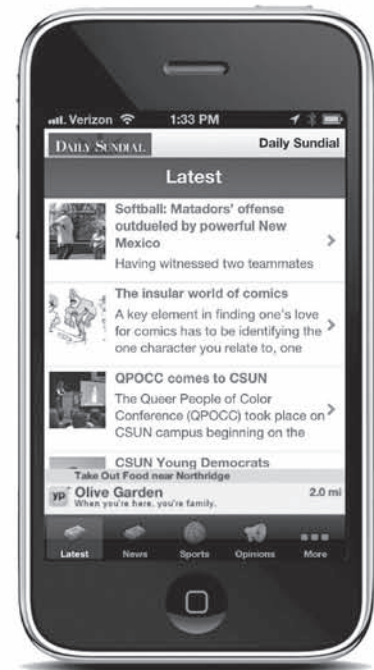 Verizon 1:33 PM
DAILY SUNDIAL Daily Sundial
Latest
Softball: Matadors' offense
outdueled by powerful New
Mexico
Having witnessed two teammates
The insular world of comics
A key element in finding one's love
for comics has to be identifying the
one character you relate to, one
QPOCC comes to CSUN
The Queer People of Color
Conference (QPOCC) took place on
CSUN campus beginning on the
CSUN Young Democrats
Take Out Food near Northridge
yp Olive Garden 2.0 mi
When you're here, you're family.
Latest News Sports Opinions More